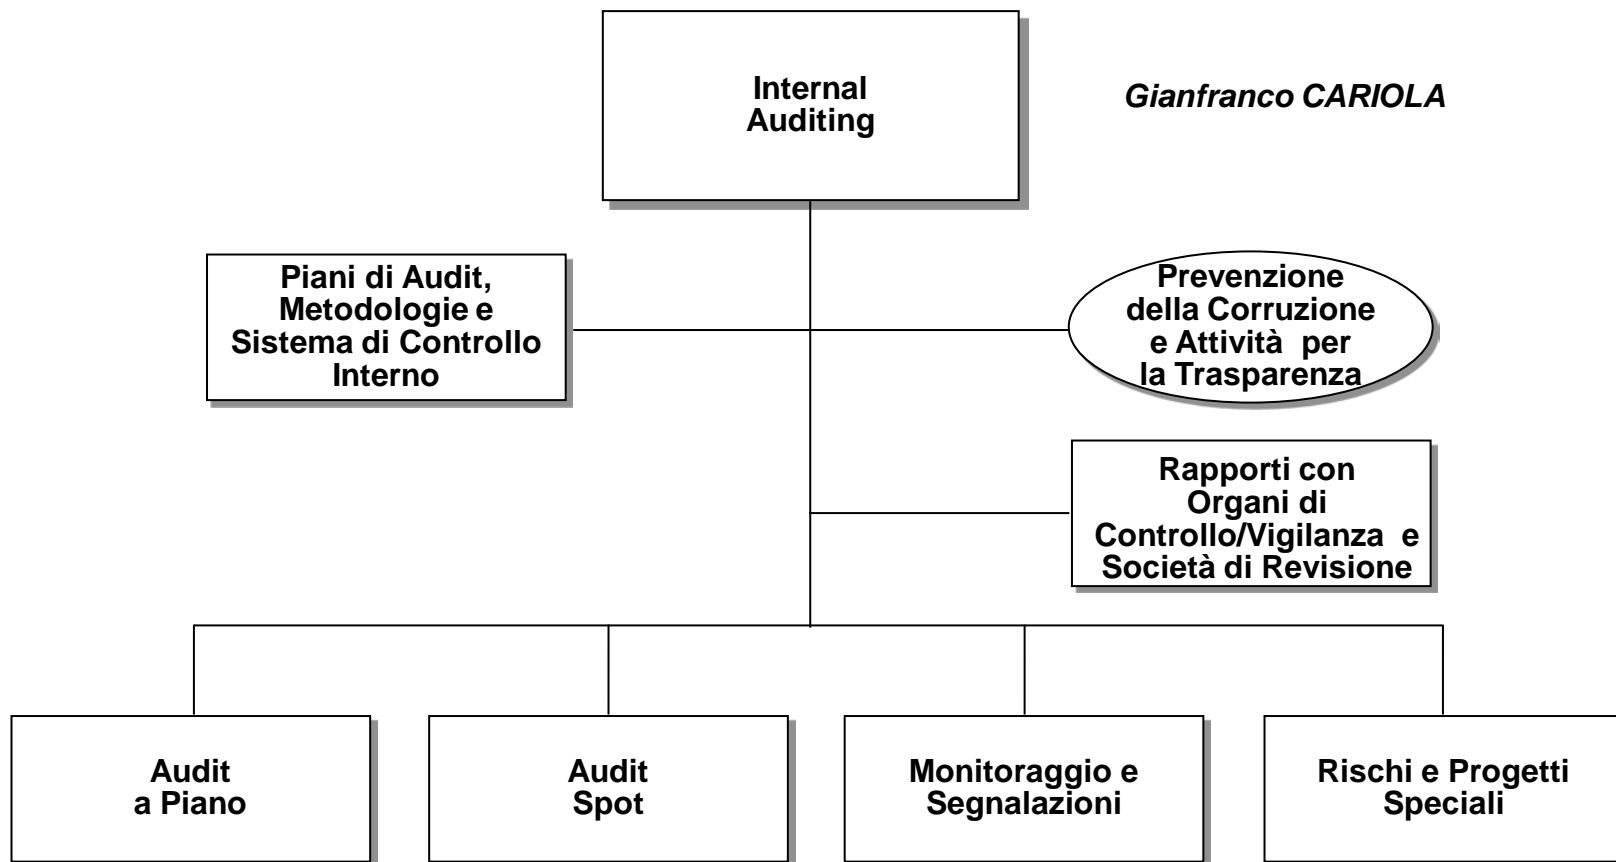 Internal
Auditing
Gianfranco CARIOLA
Piani di Audit,
Metodologie e
Sistema di Controllo
Interno
Prevenzione
della Corruzione
e Attività per
la Trasparenza
Rapporti con
Organi di
Controllo/Vigilanza e
Società di Revisione
Audit
a Piano
Audit
Spot
Monitoraggio e
Segnalazioni
Rischi e Progetti
Speciali